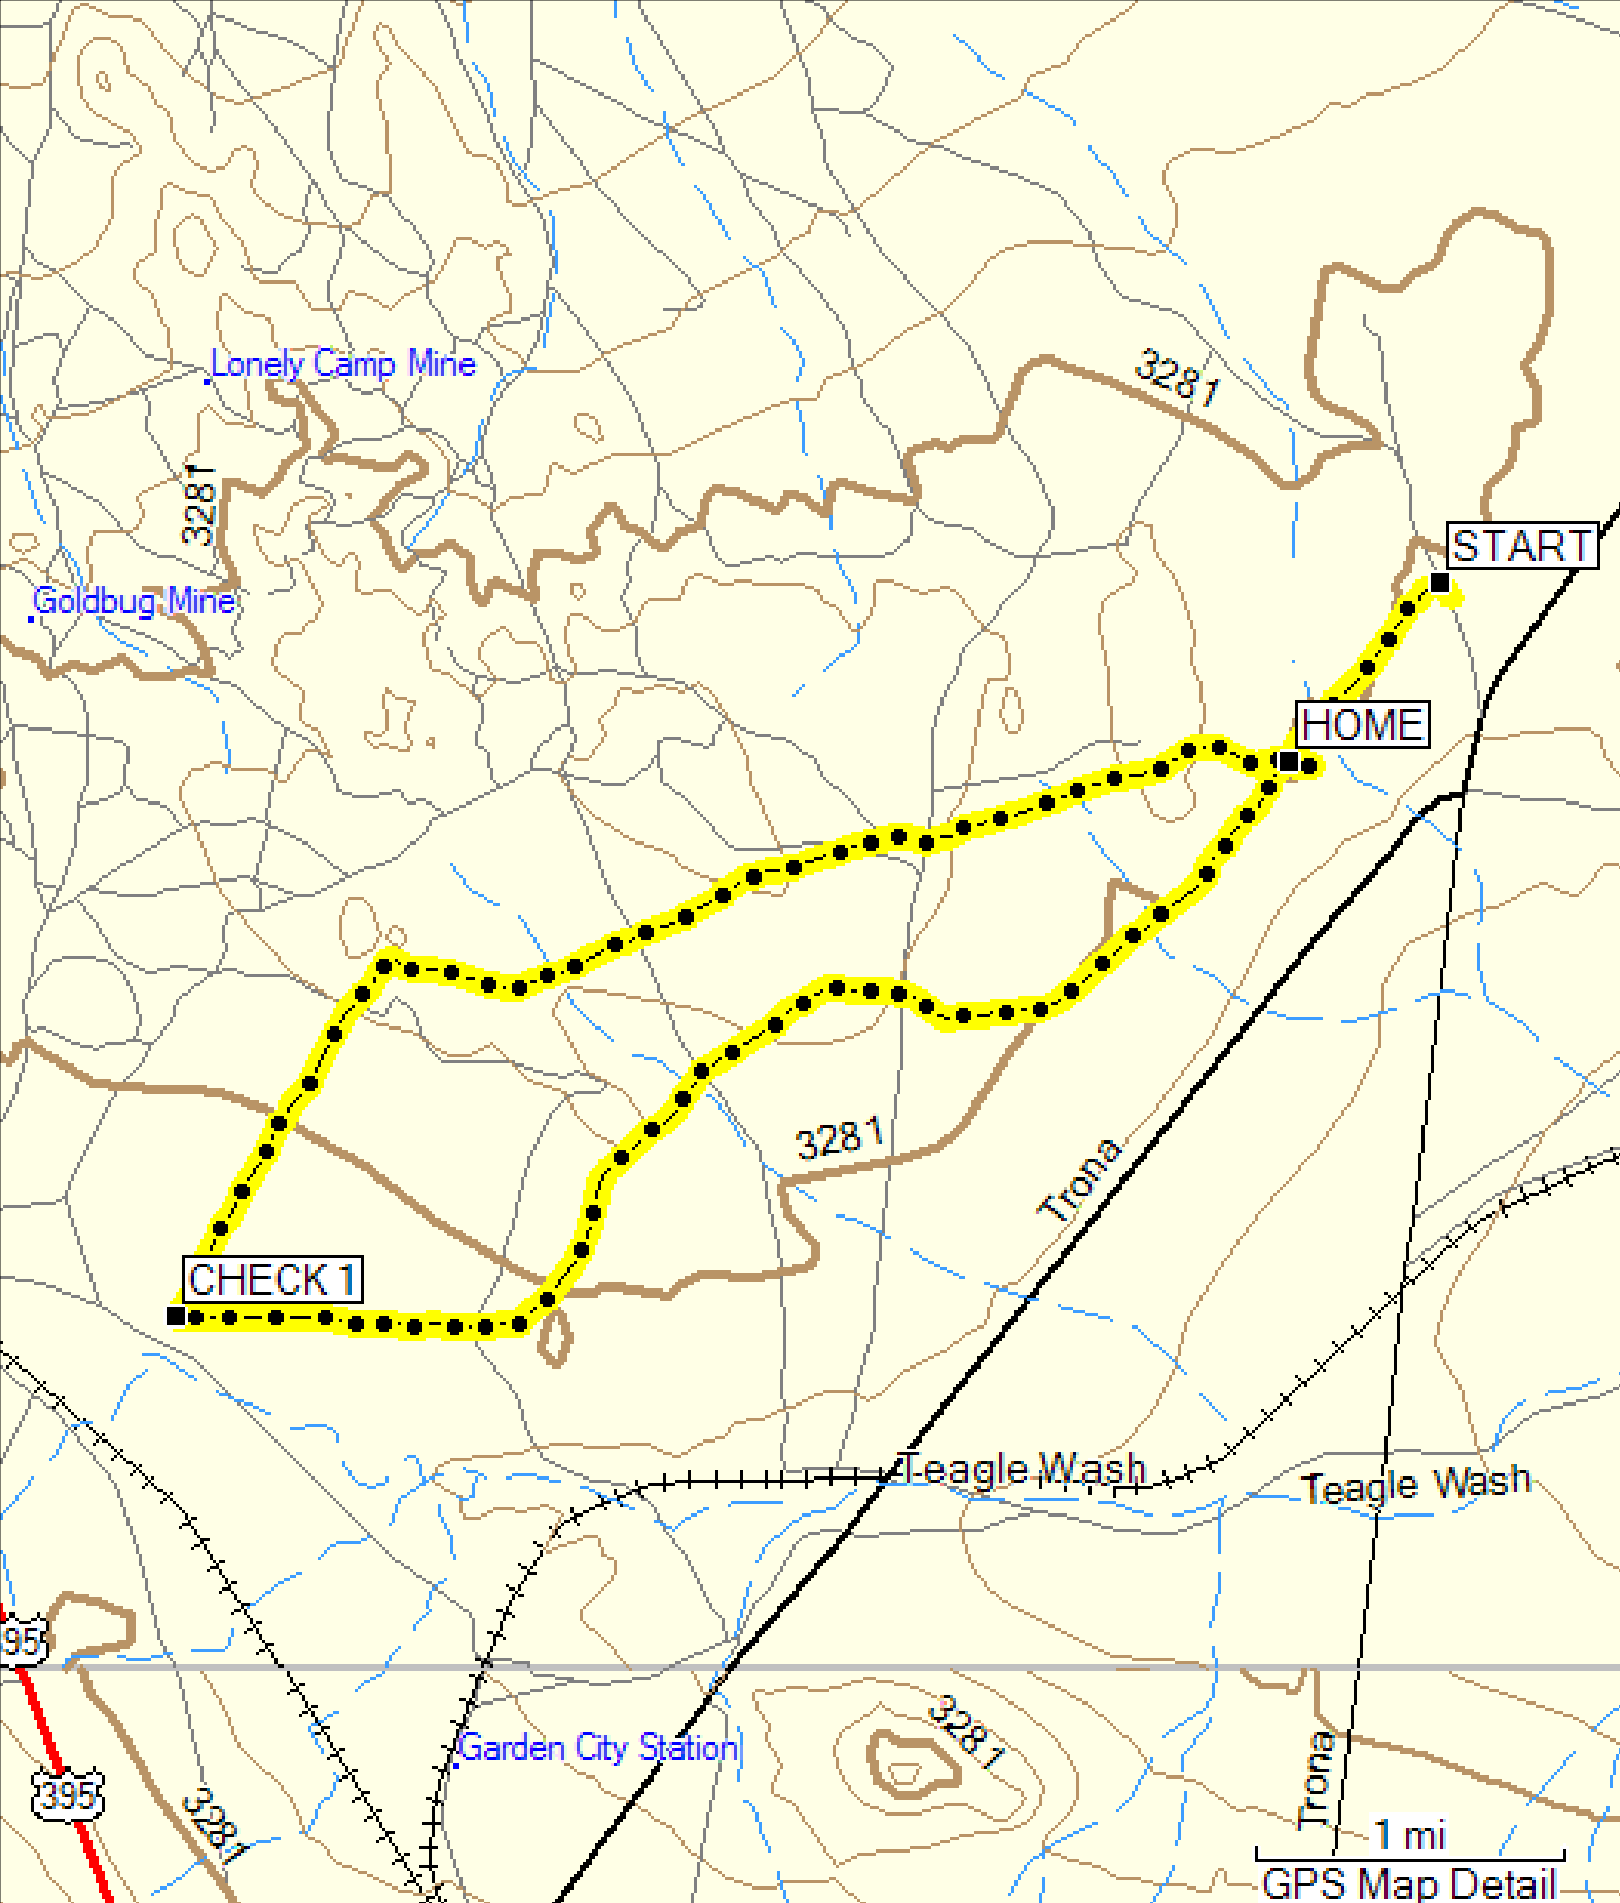 3281
Lonely Camp Mine
3281
START
Goldbug Mine
HOME
3281
Trona
CHECK 1
Teagle Wash
Teagle Wash
95
3281
Garden City Station
395
3281
Trona
1 mi
GPS Map Detail